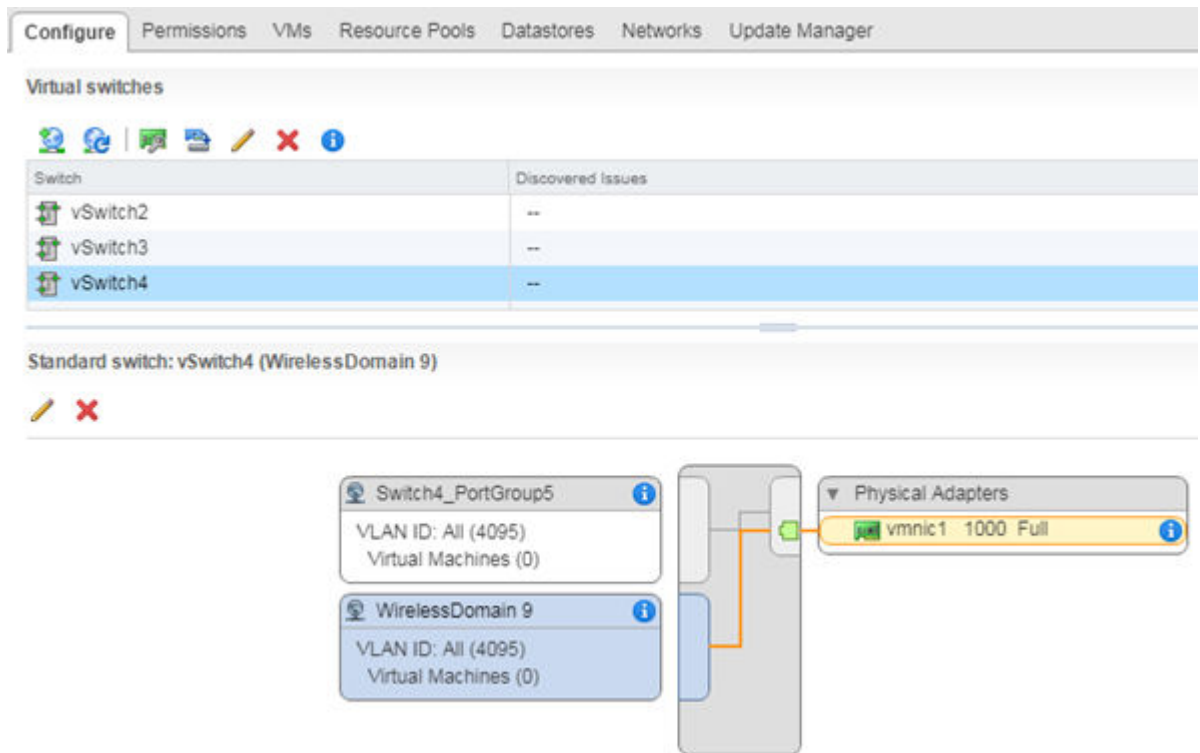 Configure Permissions VMs Resource Pools Datastores Networks Update Manager
Virtual switches
Switch Discovered Issues
vSwitch2 --
vSwitch3 --
vSwitch4 --
Standard switch: vSwitch4 (WirelessDomain 9)
Switch4_PortGroup5
VLAN ID: All (4095)
Virtual Machines (0)
WirelessDomain 9
VLAN ID: All (4095)
Virtual Machines (0)
Physical Adapters
vmnic1 1000 Full